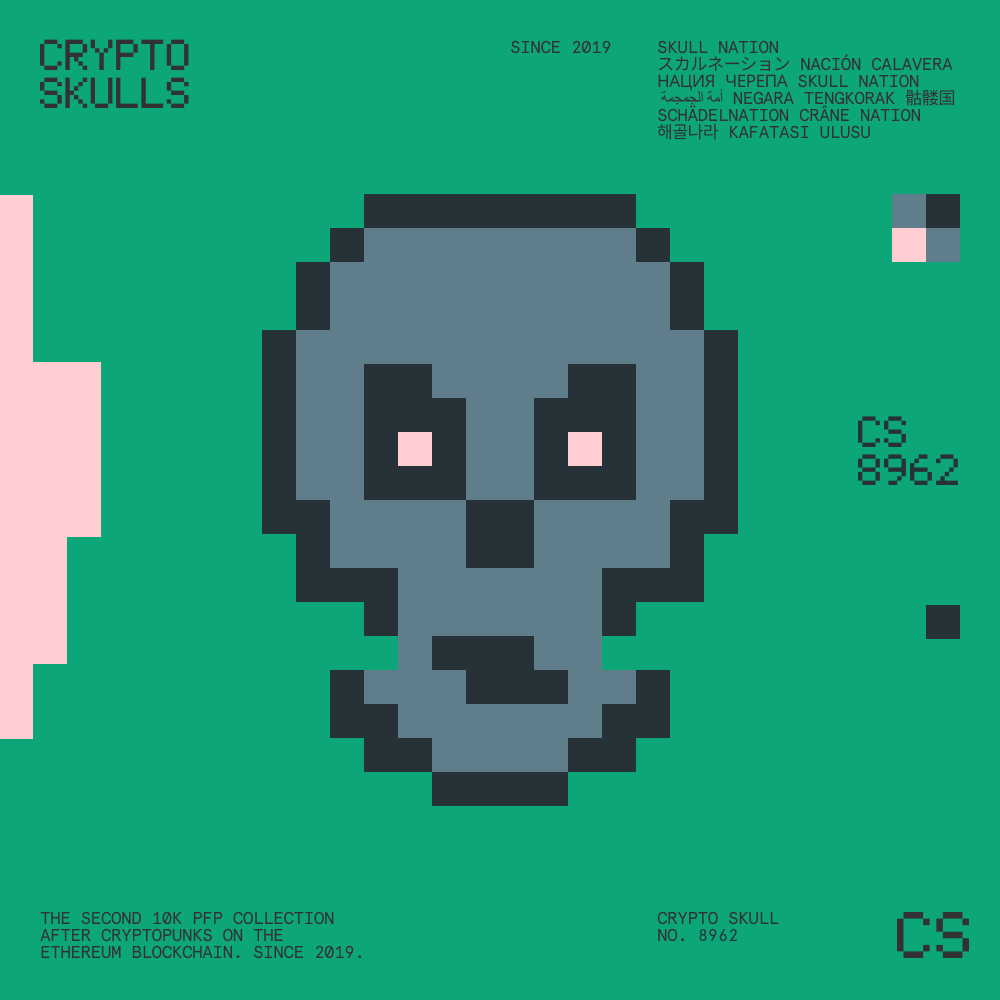 CRYPTO
SKULLS
SINCE 2019
SKULL NATION
スカルネーション NACIÓN CALAVERA
НАЦИЯ ЧЕРЕПА SKULL NATION
أمة الجمجمة NEGARA TENGKORAK 骷髅国
SCHÄDELNATION CRÂNE NATION
해골나라 KAFATASI ULUSU
CS
8962
THE SECOND 10K PFP COLLECTION
AFTER CRYPTOPUNKS ON THE
ETHEREUM BLOCKCHAIN. SINCE 2019.
CRYPTO SKULL
NO. 8962
CS